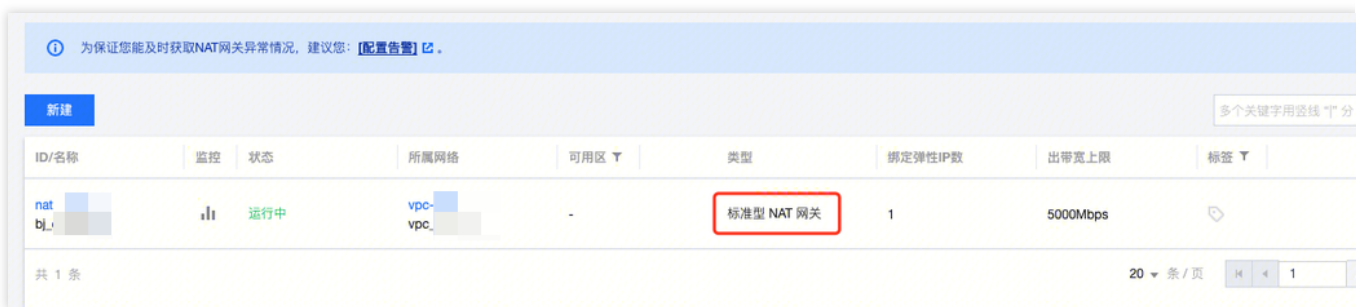 为保证您能及时获取NAT网关异常情况，建议您：[配置告警] 。
新建
多个关键字用竖线 "|" 分
ID/名称 监控 状态 所属网络 可用区 类型 绑定弹性IP数 出带宽上限 标签
nat 运行中 vpc- - 标准型 NAT 网关 1 5000Mbps
bj_ vpc_
共 1 条 20 条 / 页 1